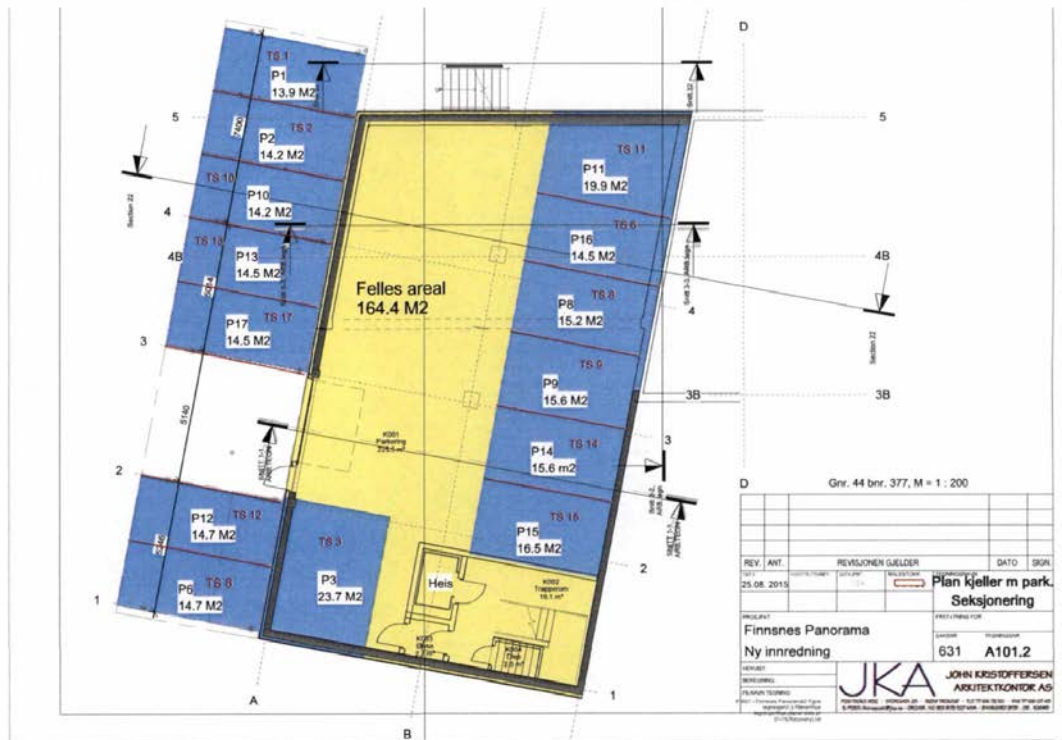 D
TS 1
P1
13.9 M2
Snitt 32
5
5
7400
TS 2
P2
14.2 M2
TS 11
P11
19.9 M2
TS 10
P10
14.2 M2
Section 22
4
TS 6
P16
14.5 M2
4B
4B
P13
14.5 M2
Felles areal
164.4 M2
TS 8
P8
15.2 M2
4
TS 17
P17
14.5 M2
Section 22
3
TS 9
P9
15.6 M2
3B
3B
5140
K001
Parkering
TS 14
P14
15.6 m2
3
2
D
Gnr. 44 bnr. 377, M = 1 : 200
TS 12
P12
14.7 M2
TS 3
P3
23.7 M2
TS 15
P15
16.5 M2
2
TS 6
P6
14.7 M2
1
Heis
K002
Trapperom
1
A
B
REV. ANT. REVISJONEN GJELDER DATO SIGN.
25.08. 2015
Plan kjeller m park.
Seksjonering
PROSJEKT
Finnsnes Panorama
Ny innredning
631 A101.2
JKA
JOHN KRISTOFFERSEN
ARKITEKTKONTOR AS